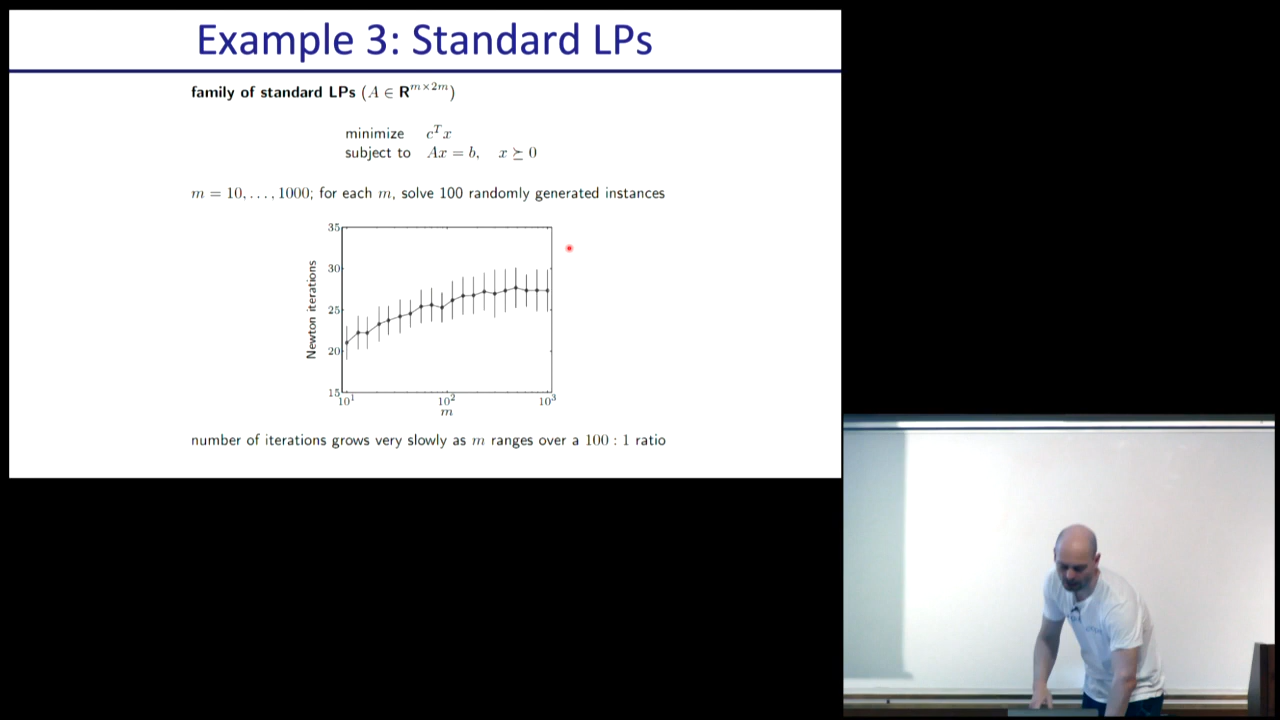 Example 3: Standard LPs
family of standard LPs (A ∈ R^{m×2m})
minimize c^T x
subject to Ax = b, x ⪰ 0
m = 10, . . . , 1000; for each m, solve 100 randomly generated instances
35
30
25
20
15
Newton iterations
10^1 10^2 10^3
m
number of iterations grows very slowly as m ranges over a 100 : 1 ratio